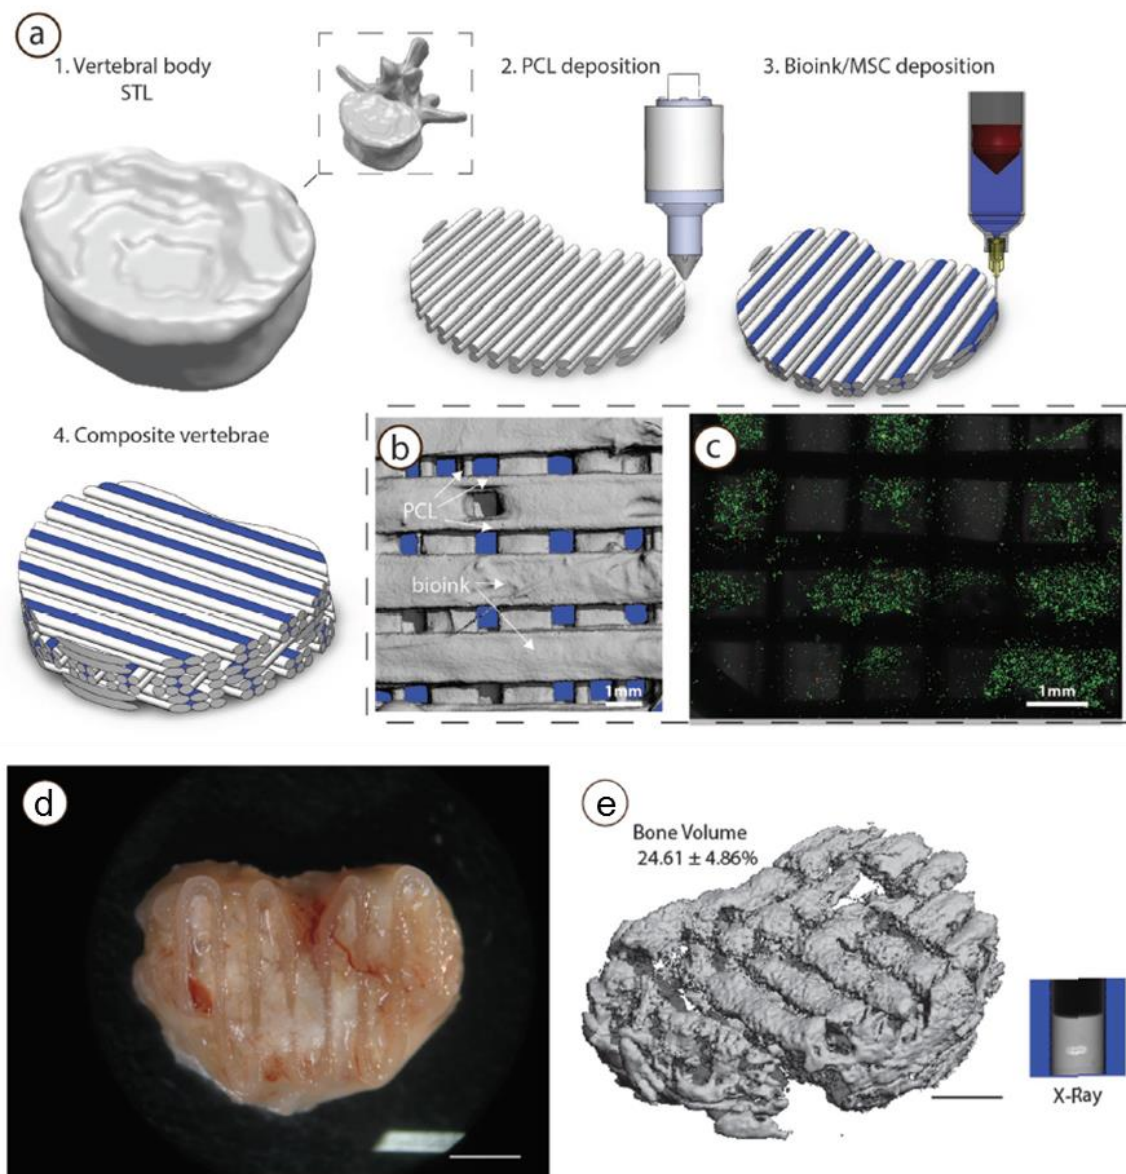 a
1. Vertebral body
STL
2. PCL deposition
3. Bioink/MSC deposition
4. Composite vertebrae
b
PCL
bioink
1mm
c
1mm
d
e
Bone Volume
24.61 ± 4.86%
X-Ray